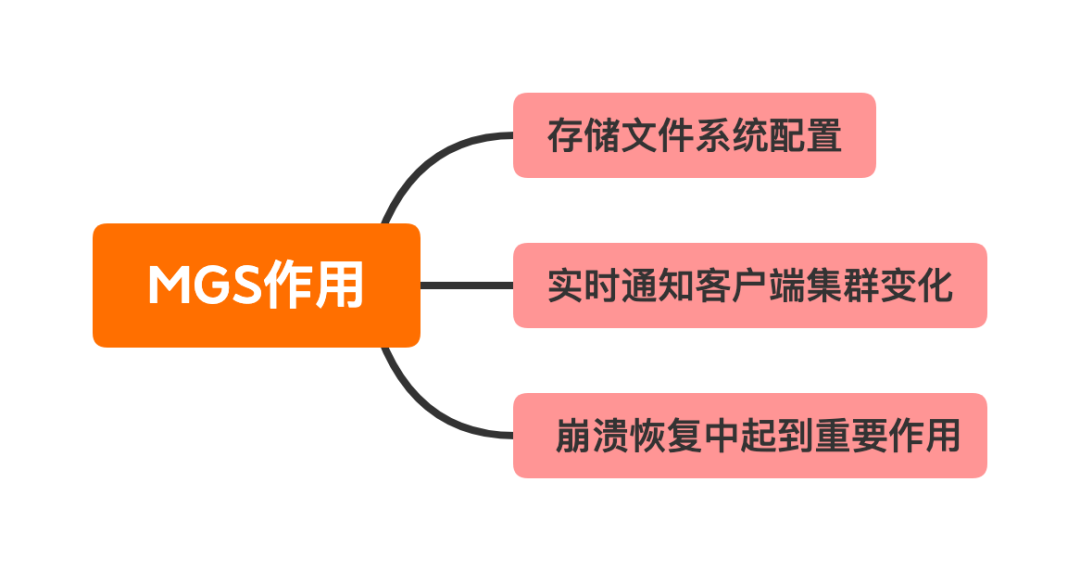 存储文件系统配置
MGS作用
实时通知客户端集群变化
崩溃恢复中起到重要作用